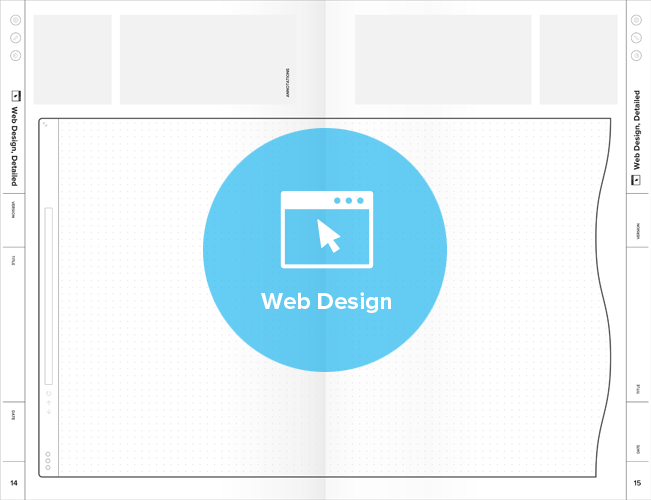 Web Design, Detailed
VERSION
TITLE
DATE
14
ANNOTATIONS
Web Design
Web Design, Detailed
VERSION
TITLE
DATE
15